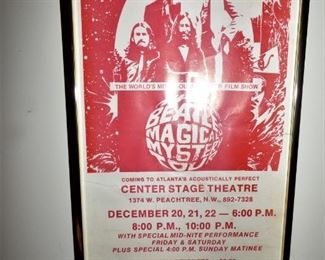 THE WORLD'S
FILM SHOW
MAGICAL
COMING TO ATLANTA'S ACOUSTICALLY PERFECT
CENTER STAGE THEATRE
1374 W. PEACHTREE, N.W., 892-7328
DECEMBER 20, 21, 22 — 6:00 P.M.
8:00 P.M., 10:00 P.M.
WITH SPECIAL MID-NITE PERFORMANCE
FRIDAY & SATURDAY
PLUS SPECIAL 4:00 P.M. SUNDAY MATINEE